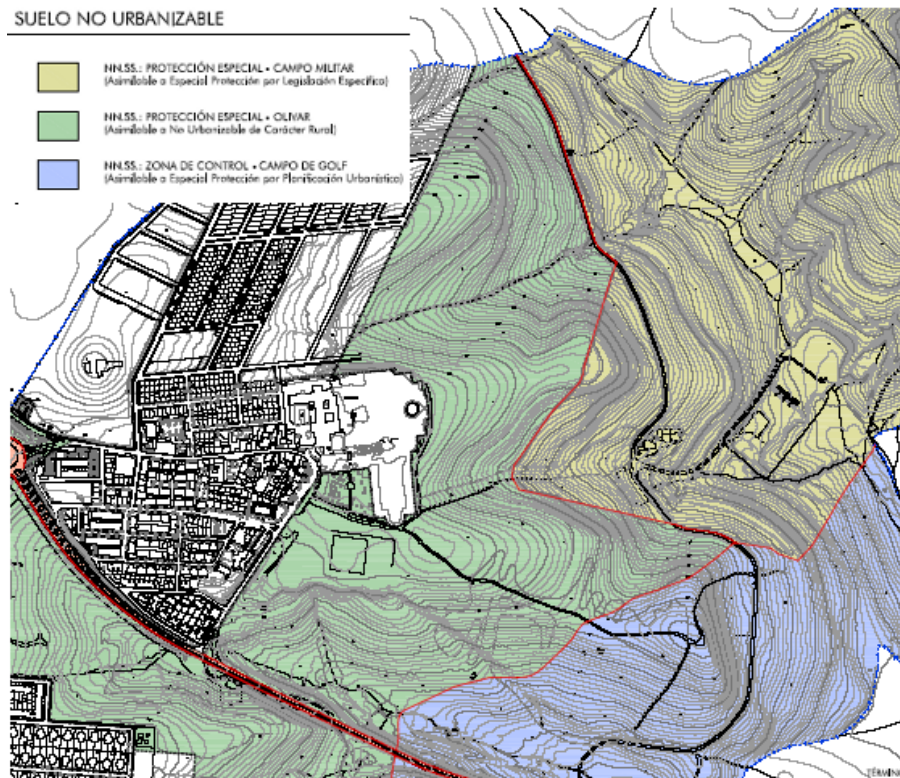 SUELO NO URBANIZABLE
NN.SS.: PROTECCIÓN ESPECIAL • CAMPO MILITAR
(Asimilable a Especial Protección por Legislación Específica)
NN.SS.: PROTECCIÓN ESPECIAL • OLIVAR
(Asimilable a No Urbanizable de Carácter Rural)
NN.SS.: ZONA DE CONTROL • CAMPO DE GOLF
(Asimilable a Especial Protección por Planificación Urbanística)
TÉRMINO